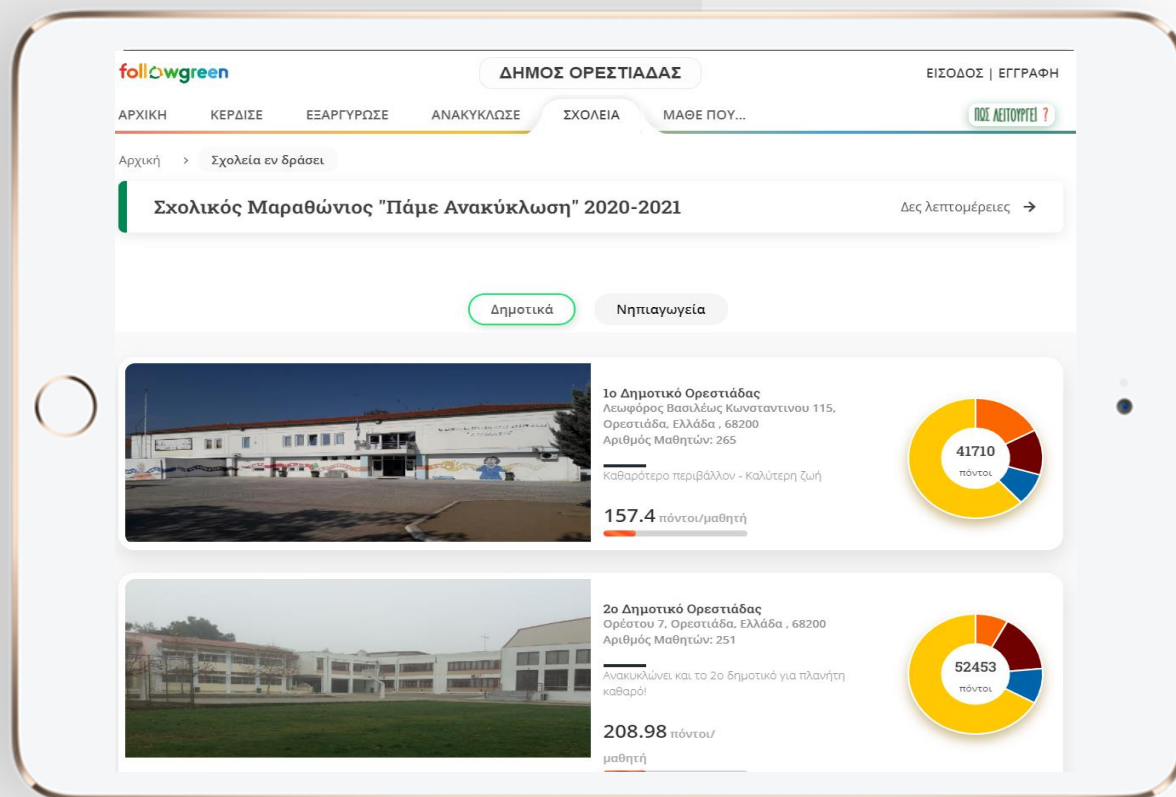 followgreen
ΔΗΜΟΣ ΟΡΕΣΤΙΑΔΑΣ
ΕΙΣΟΔΟΣ | ΕΓΓΡΑΦΗ
ΑΡΧΙΚΗ ΚΕΡΔΙΣΕ ΕΞΑΡΓΥΡΩΣΕ ΑΝΑΚΥΚΛΩΣΕ ΣΧΟΛΕΙΑ ΜΑΘΕ ΠΟΥ...
ΠΩΣ ΛΕΙΤΟΥΡΓΕΙ ?
Αρχική > Σχολεία εν δράσει
Σχολικός Μαραθώνιος "Πάμε Ανακύκλωση" 2020-2021
Δες λεπτομέρειες →
Δημοτικά Νηπιαγωγεία
1ο Δημοτικό Ορεστιάδας
Λεωφόρος Βασιλέως Κωνσταντινου 115,
Ορεστιάδα, Ελλάδα , 68200
Αριθμός Μαθητών: 265
Καθαρότερο περιβάλλον - Καλύτερη ζωή
157.4 πόντοι/μαθητή
41710
πόντοι
2ο Δημοτικό Ορεστιάδας
Ορέστου 7, Ορεστιάδα, Ελλάδα , 68200
Αριθμός Μαθητών: 251
Ανακυκλώνει και το 2ο δημοτικό για πλανήτη
καθαρό!
208.98 πόντοι/
μαθητή
52453
πόντοι